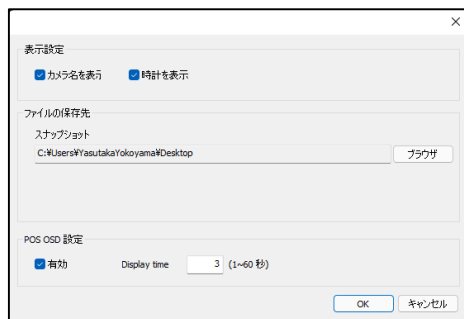 表示設定
カメラ名を表示 時計を表示
ファイルの保存先
スナップショット
C:¥Users¥YasutakaYokoyama¥Desktop ブラウザ
POS OSD 設定
有効 Display time 3 (1~60 秒)
OK キャンセル